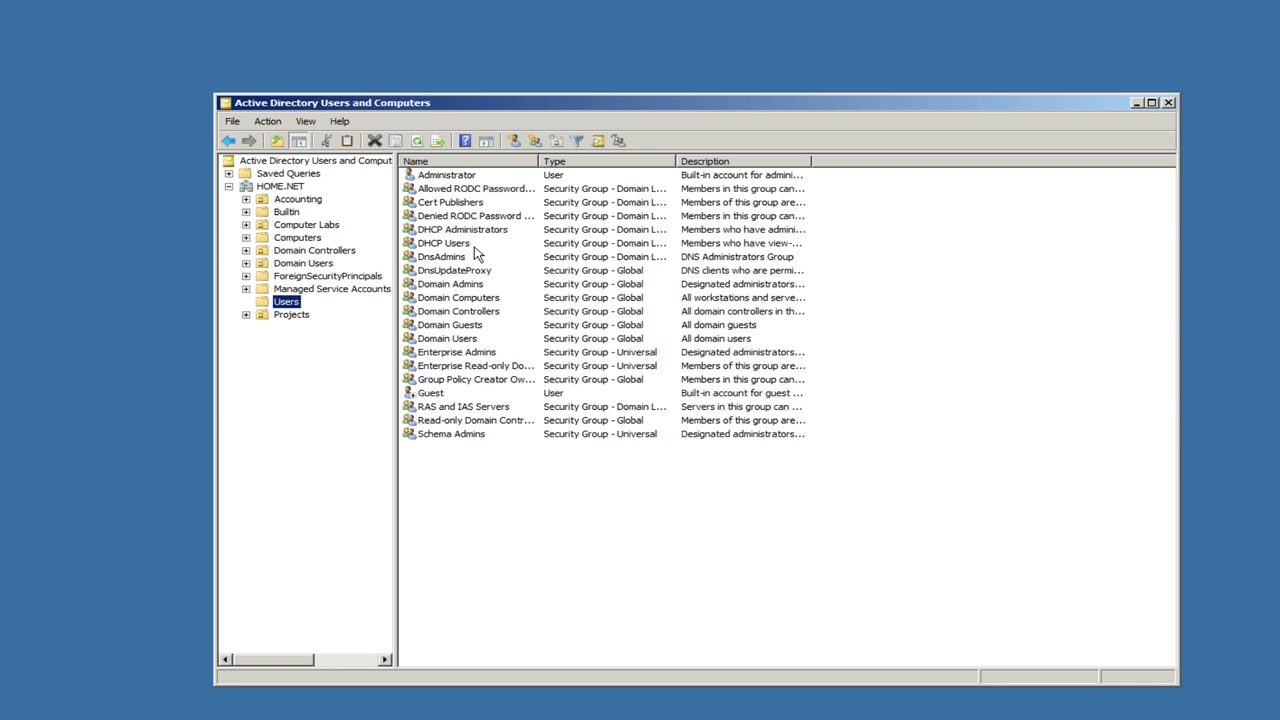 Active Directory Users and Computers
File Action View Help
Active Directory Users and Comput
Saved Queries
HOME.NET
Accounting
Builtin
Computer Labs
Computers
Domain Controllers
Domain Users
ForeignSecurityPrincipals
Managed Service Accounts
Users
Projects
Name Type Description
Administrator User Built-in account for admini...
Allowed RODC Password... Security Group - Domain L... Members in this group can...
Cert Publishers Security Group - Domain L... Members of this group are...
Denied RODC Password ... Security Group - Domain L... Members in this group can...
DHCP Administrators Security Group - Domain L... Members who have admini...
DHCP Users Security Group - Domain L... Members who have view-...
DnsAdmins Security Group - Domain L... DNS Administrators Group
DnsUpdateProxy Security Group - Global DNS clients who are permi...
Domain Admins Security Group - Global Designated administrators...
Domain Computers Security Group - Global All workstations and serve...
Domain Controllers Security Group - Global All domain controllers in th...
Domain Guests Security Group - Global All domain guests
Domain Users Security Group - Global All domain users
Enterprise Admins Security Group - Universal Designated administrators...
Enterprise Read-only Do... Security Group - Universal Members of this group are...
Group Policy Creator Ow... Security Group - Global Members in this group can...
Guest User Built-in account for guest ...
RAS and IAS Servers Security Group - Domain L... Servers in this group can ...
Read-only Domain Contr... Security Group - Global Members of this group are...
Schema Admins Security Group - Universal Designated administrators...